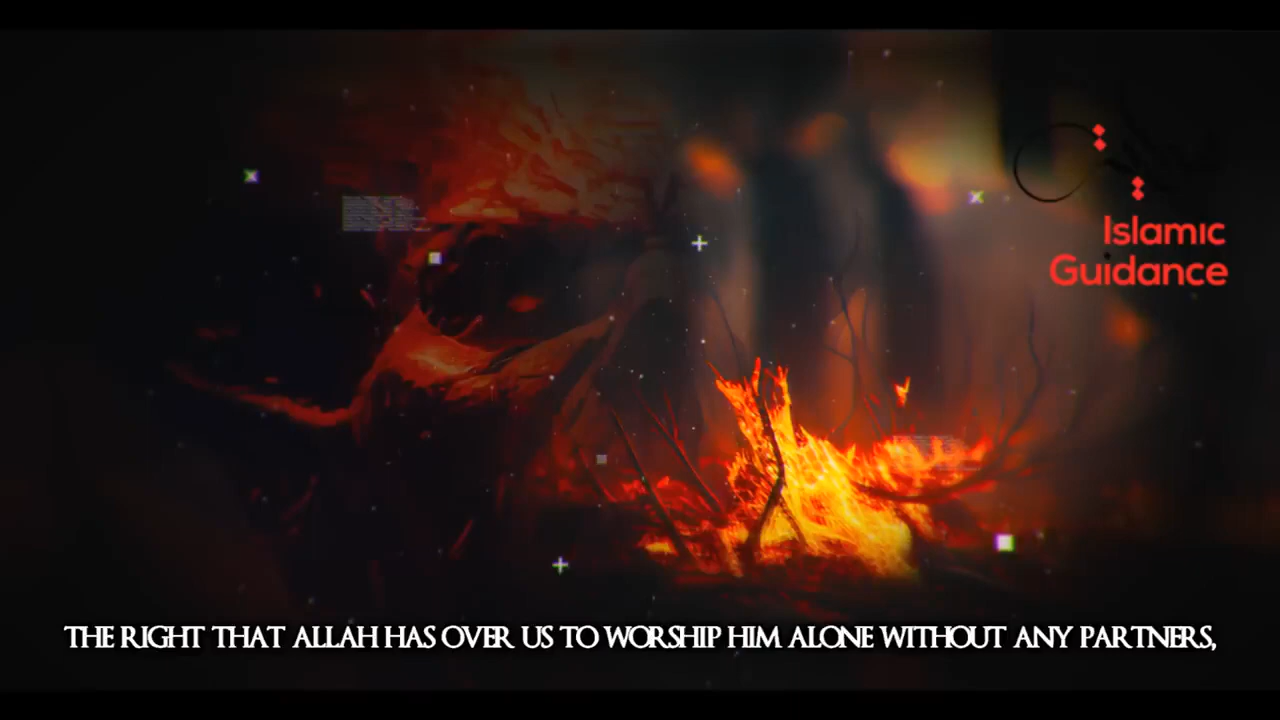 Islamic
Guidance
THE RIGHT THAT ALLAH HAS OVER US TO WORSHIP HIM ALONE WITHOUT ANY PARTNERS,